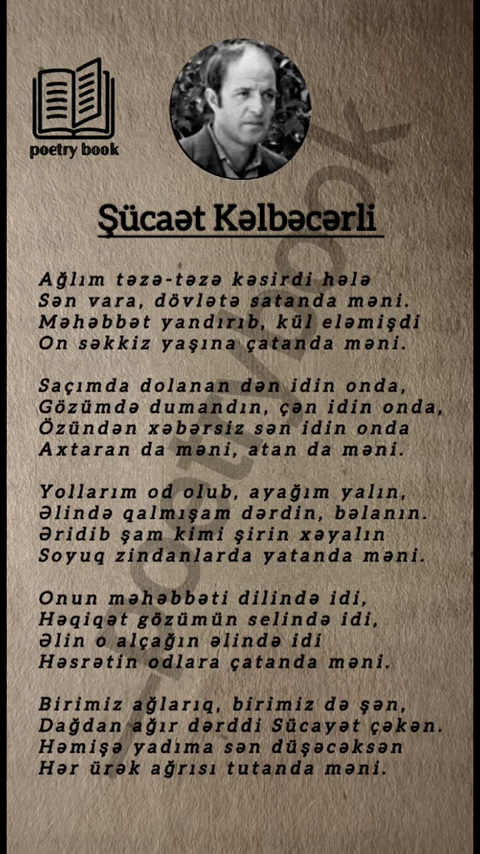 poetry book
Şücaət Kəlbəcərli
Ağlım təzə-təzə kəsirdi hələ
Sən vara, dövlətə satanda məni.
Məhəbbət yandırıb, kül eləmişdi
On səkkiz yaşına çatanda məni.
Saçımda dolanan dən idin onda,
Gözümdə dumandın, çən idin onda,
Özündən xəbərsiz sən idin onda
Axtaran da məni, atan da məni.
Yollarım od olub, ayağım yalın,
Əlində qalmışam dərdin, bəlanın.
Əridib şam kimi şirin xəyalın
Soyuq zindanlarda yatanda məni.
Onun məhəbbəti dilində idi,
Həqiqət gözümün selində idi,
Əlin o alçağın əlində idi
Həsrətin odlara çatanda məni.
Birimiz ağlarıq, birimiz də şən,
Dağdan ağır dərddi Sücayət çəkən.
Həmişə yadıma sən düşəcəksən
Hər ürək ağrısı tutanda məni.